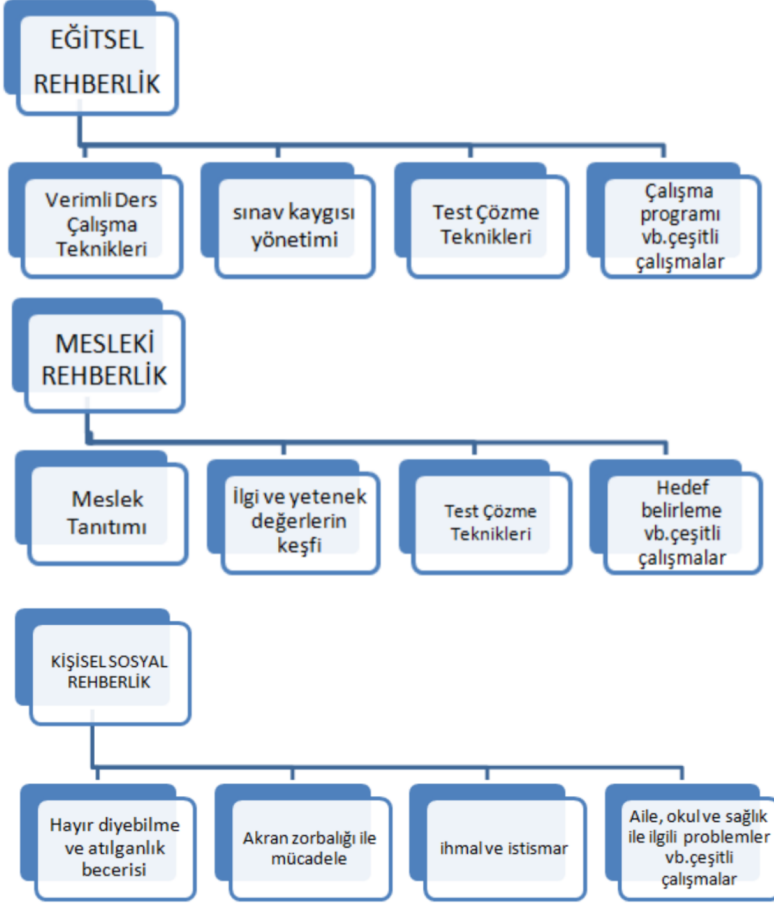 EĞİTSEL
REHBERLİK
Verimli Ders
Çalışma
Teknikleri
sınav kaygısı
yönetimi
Test Çözme
Teknikleri
Çalışma
programı
vb.çeşitli
çalışmalar
MESLEKİ
REHBERLİK
Meslek
Tanıtımı
İlgi ve yetenek
değerlerin
keşfi
Test Çözme
Teknikleri
Hedef
belirleme
vb.çeşitli
çalışmalar
KİŞİSEL SOSYAL
REHBERLİK
Hayır diyebilme
ve atılganlık
becerisi
Akran zorbalığı ile
mücadele
ihmal ve istismar
Aile, okul ve sağlık
ile ilgili problemler
vb.çeşitli
çalışmalar